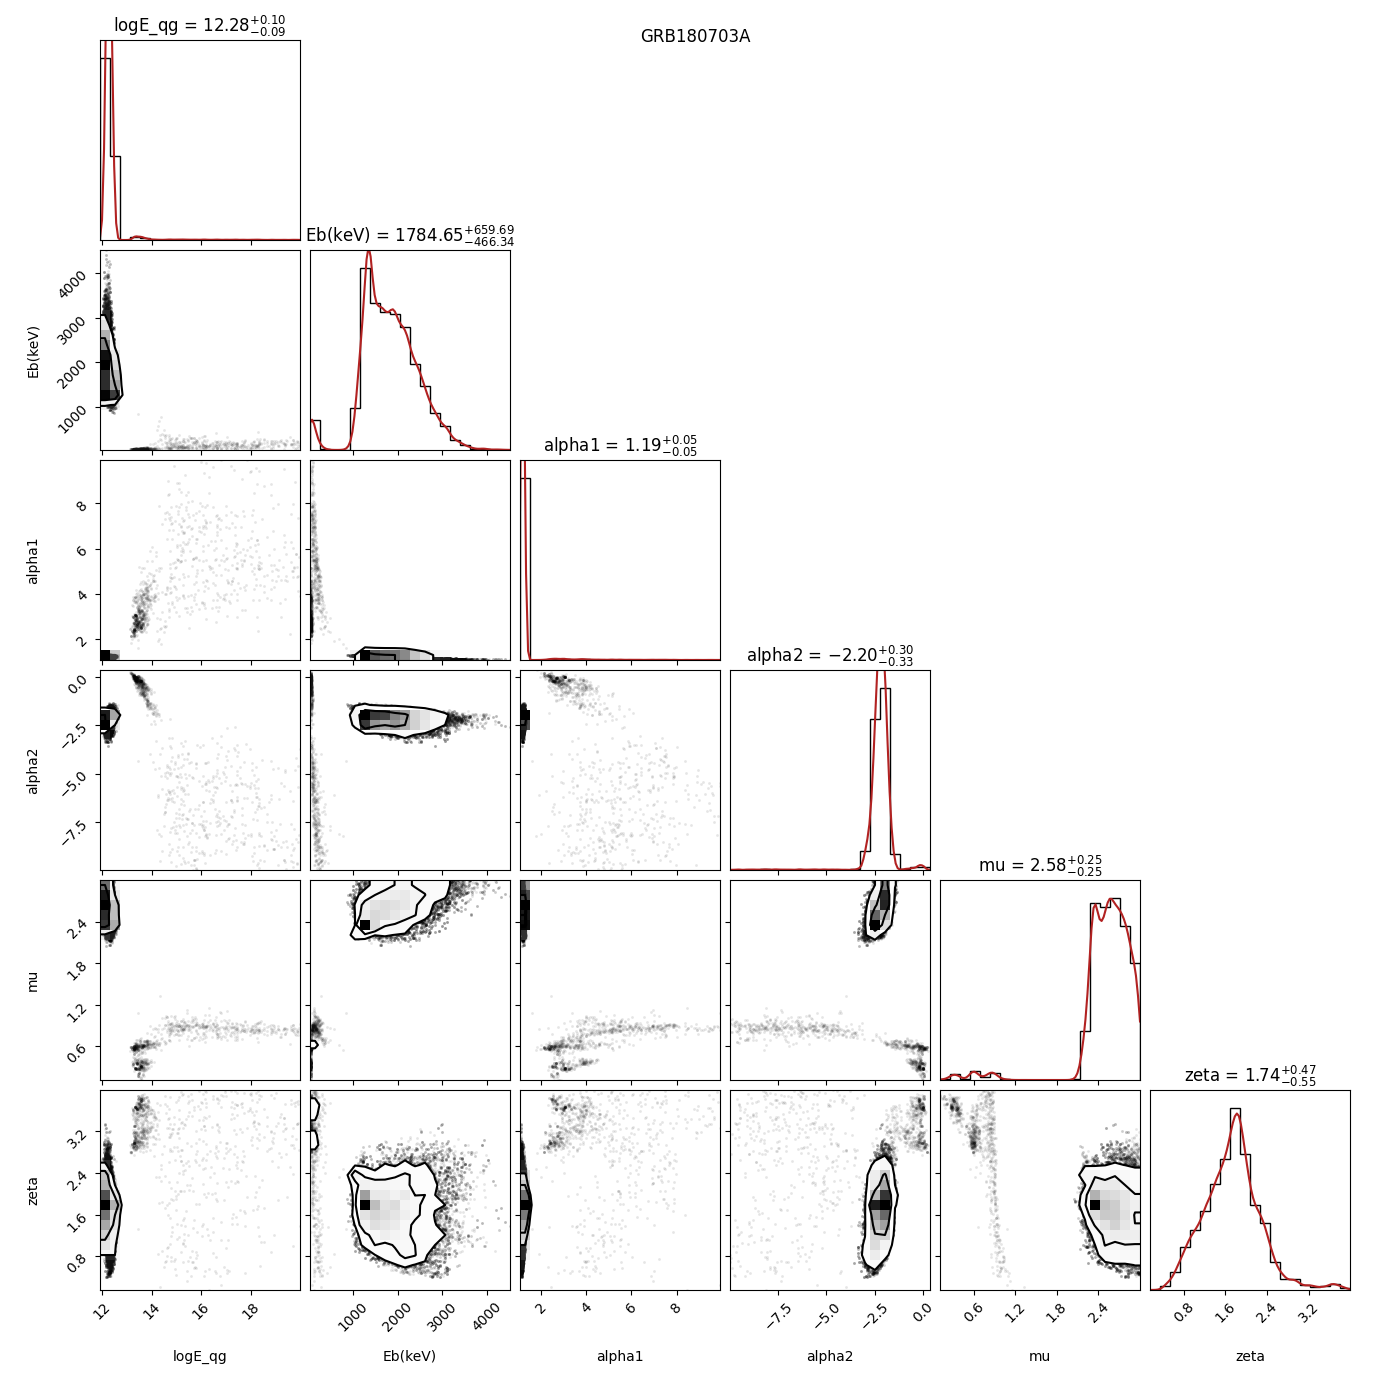 logE_qg = 12.28+0.10−0.09
GRB180703A
Eb(keV) = 1784.65+659.69−466.34
4000
3000
2000
1000
Eb(keV)
alpha1 = 1.19+0.05−0.05
8
6
4
2
alpha1
alpha2 = −2.20+0.30−0.33
0.0
−2.5
−5.0
−7.5
alpha2
mu = 2.58+0.25−0.25
2.4
1.8
1.2
0.6
mu
zeta = 1.74+0.47−0.55
3.2
2.4
1.6
0.8
zeta
12 14 16 18 1000 2000 3000 4000 2 4 6 8 −7.5 −5.0 −2.5 0.0 0.6 1.2 1.8 2.4 0.8 1.6 2.4 3.2
logE_qg Eb(keV) alpha1 alpha2 mu zeta